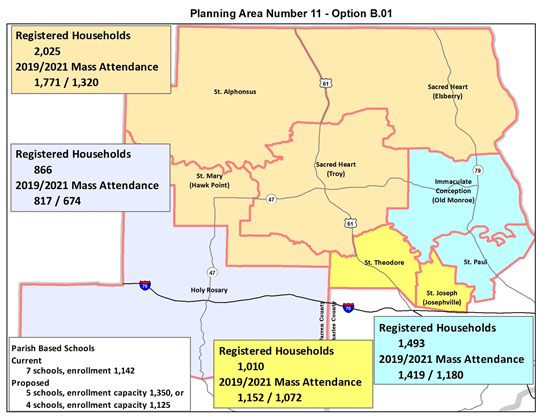 Planning Area Number 11 - Option B.01
Registered Households
2,025
2019/2021 Mass Attendance
1,771 / 1,320
St. Alphonsus
61
Sacred Heart
(Elsberry)
Registered Households
866
2019/2021 Mass Attendance
817 / 674
St. Mary
(Hawk Point)
Sacred Heart
(Troy)
79
Immaculate
Conception
(Old Monroe)
47
61
St. Theodore
St. Paul
47
Holy Rosary
70
St. Joseph
(Josephville)
70
Warren County
Charles County
Registered Households
1,493
2019/2021 Mass Attendance
1,419 / 1,180
Registered Households
1,010
2019/2021 Mass Attendance
1,152 / 1,072
Parish Based Schools
Current
7 schools, enrollment 1,142
Proposed
5 schools, enrollment capacity 1,350, or
4 schools, enrollment capacity 1,125